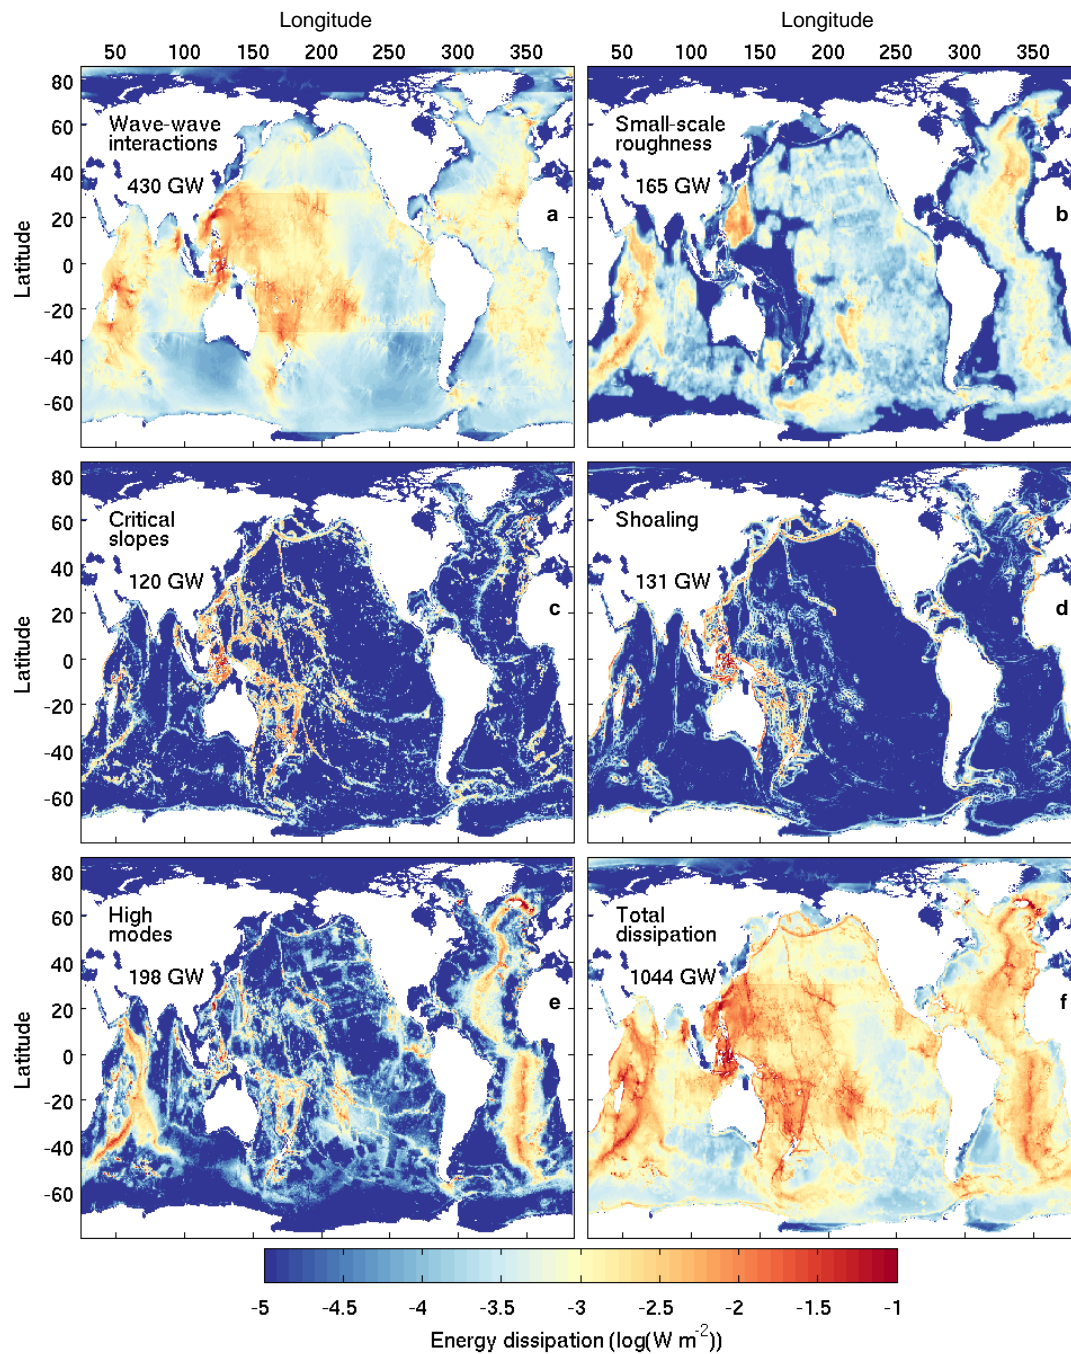 Longitude
Longitude
50 100 150 200 250 300 350
50 100 150 200 250 300 350
80
60
40
20
0
-20
-40
-60
Latitude
Wave-wave
interactions
430 GW
a
Small-scale
roughness
165 GW
b
80
60
40
20
0
-20
-40
-60
Latitude
Critical
slopes
120 GW
c
Shoaling
131 GW
d
80
60
40
20
0
-20
-40
-60
Latitude
High
modes
198 GW
e
Total
dissipation
1044 GW
f
-5 -4.5 -4 -3.5 -3 -2.5 -2 -1.5 -1
Energy dissipation (log(W m⁻²))